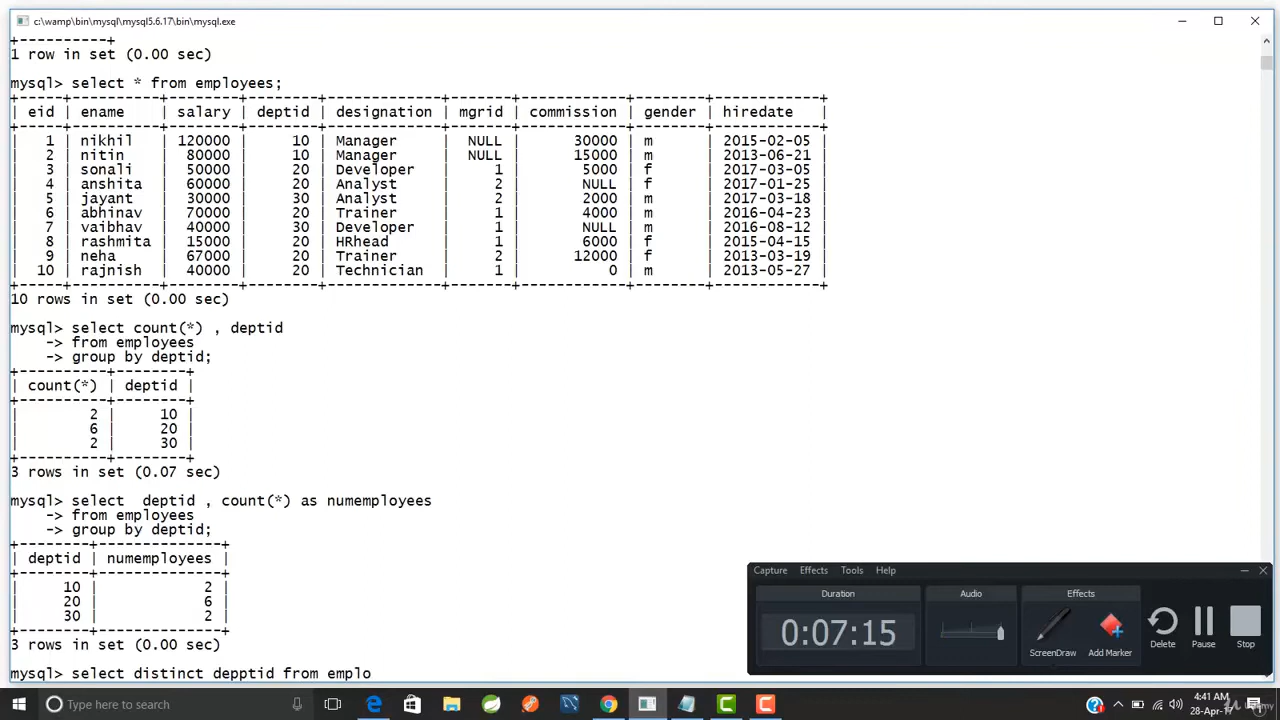 c:\wamp\bin\mysql\mysql5.6.17\bin\mysql.exe
+----------+
1 row in set (0.00 sec)
mysql> select * from employees;
+------+----------+--------+--------+-------------+-------+------------+--------+------------+
| eid | ename | salary | deptid | designation | mgrid | commission | gender | hiredate |
+------+----------+--------+--------+-------------+-------+------------+--------+------------+
| 1 | nikhil | 120000 | 10 | Manager | NULL | 30000 | m | 2015-02-05 |
| 2 | nitin | 80000 | 10 | Manager | NULL | 15000 | m | 2013-06-21 |
| 3 | sonali | 50000 | 20 | Developer | 1 | 5000 | f | 2017-03-05 |
| 4 | anshita | 60000 | 20 | Analyst | 2 | NULL | f | 2017-01-25 |
| 5 | jayant | 30000 | 30 | Analyst | 2 | 2000 | m | 2017-03-18 |
| 6 | abhinav | 70000 | 20 | Trainer | 1 | 4000 | m | 2016-04-23 |
| 7 | vaibhav | 40000 | 30 | Developer | 1 | NULL | m | 2016-08-12 |
| 8 | rashmita | 15000 | 20 | HRhead | 1 | 6000 | f | 2015-04-15 |
| 9 | neha | 67000 | 20 | Trainer | 2 | 12000 | f | 2013-03-19 |
| 10 | rajnish | 40000 | 20 | Technician | 1 | 0 | m | 2013-05-27 |
+------+----------+--------+--------+-------------+-------+------------+--------+------------+
10 rows in set (0.00 sec)
mysql> select count(*) , deptid
-> from employees
-> group by deptid;
+----------+--------+
| count(*) | deptid |
+----------+--------+
| 2 | 10 |
| 6 | 20 |
| 2 | 30 |
+----------+--------+
3 rows in set (0.07 sec)
mysql> select  deptid , count(*) as numemployees
-> from employees
-> group by deptid;
+--------+--------------+
| deptid | numemployees |
+--------+--------------+
| 10 | 2 |
| 20 | 6 |
| 30 | 2 |
+--------+--------------+
3 rows in set (0.00 sec)
mysql> select distinct depptid from emplo
Capture Effects Tools Help
Duration Audio Effects
0:07:15
ScreenDraw Add Marker Delete Pause Stop
Type here to search
4:41 AM
28-Apr-17